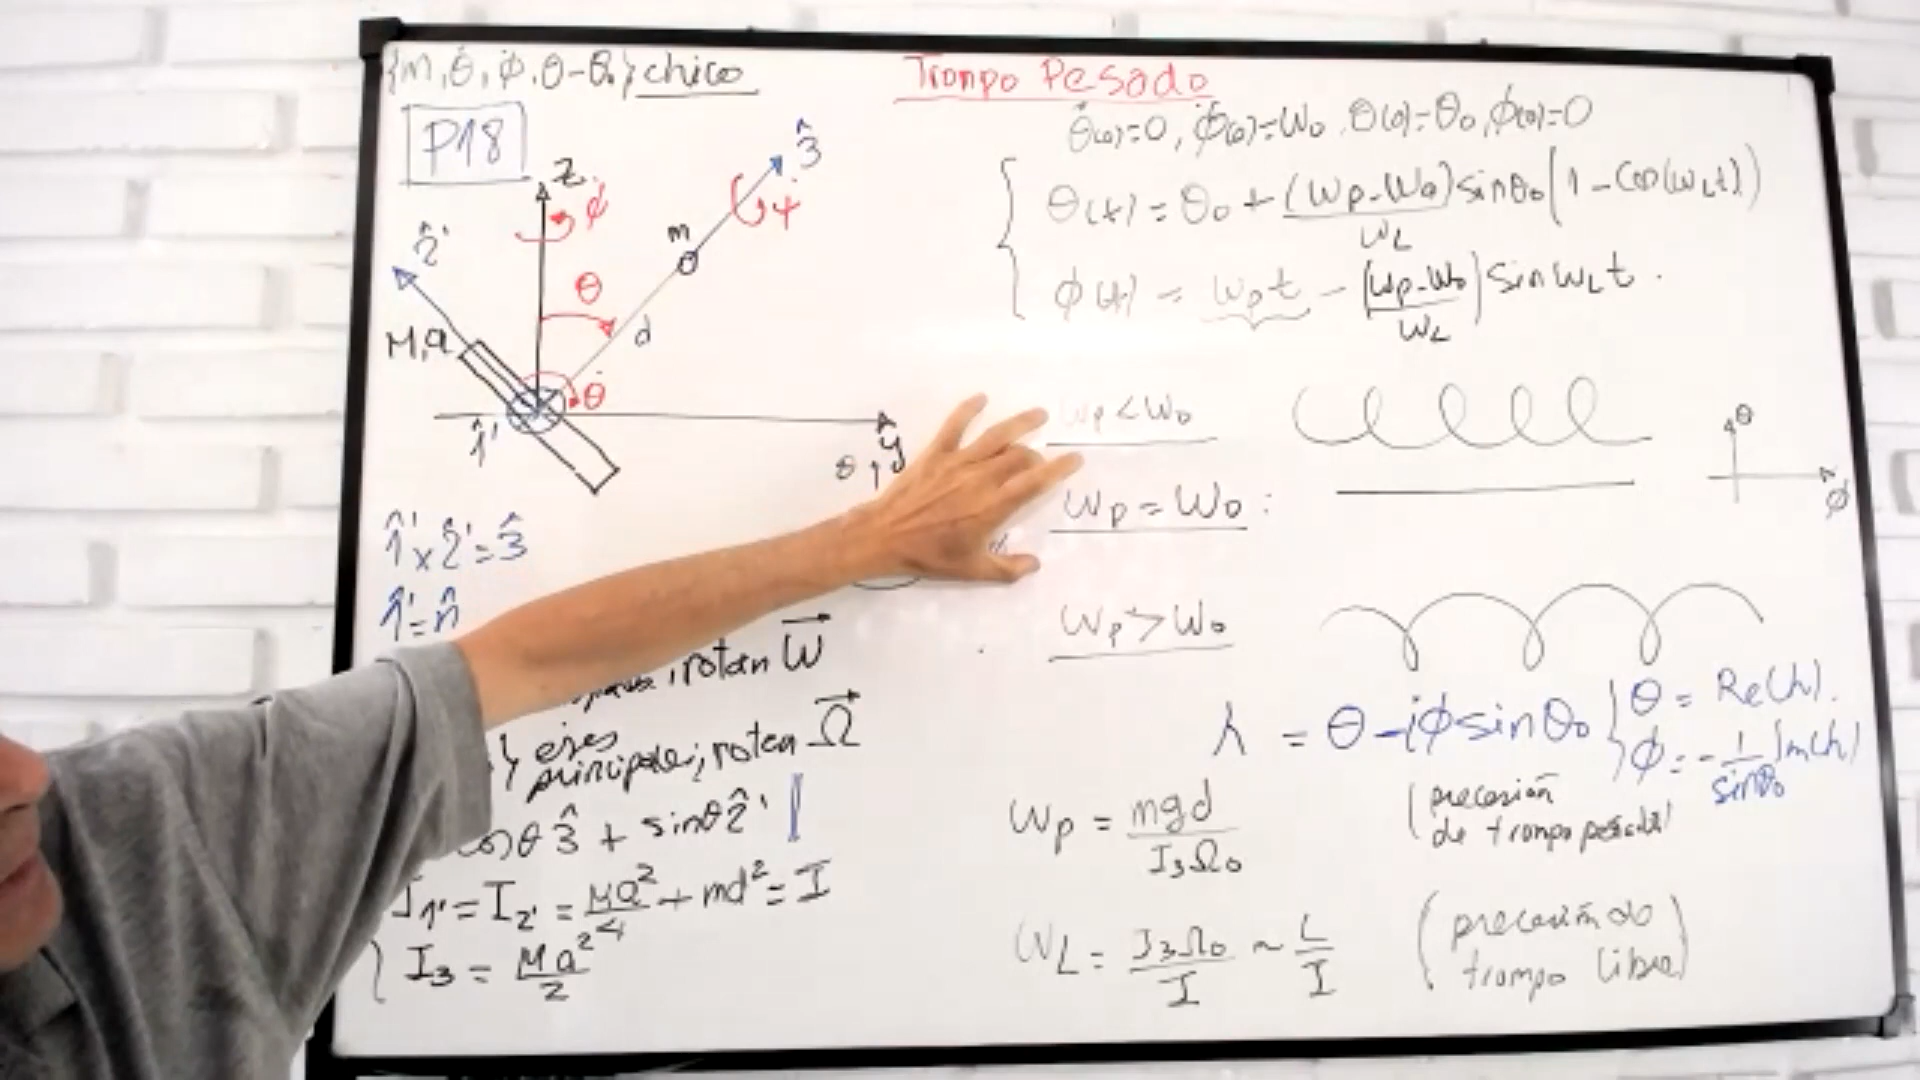 {m, θ̇, φ̇, θ-θ₀} chico
Trompo Pesado
P18
θ̇(0)=0, φ̇(0)=ω₀, θ(0)=θ₀, φ(0)=0
θ(t) = θ₀ + (ωp-ω₀)/ωL sinθ₀ (1-Cos(ωLt))
φ(t) = ωpt - (ωp-ω₀)/ωL sin ωLt.
Z
φ̇
3̂
ψ̇
m
2̂'
θ
d
M,a
θ̇
1̂'
y
θ
ωp < ω₀
θ
φ
ωp = ω₀ :
ωp > ω₀
1̂' x 2̂' = 3̂
1̂' = n̂
, rotan ω⃗
ejes
principales, rotan Ω⃗
cosθ 3̂ + sinθ 2̂'
I₁' = I₂' = Ma²/4 + md² = I
I₃ = Ma²/2
λ = θ - iφ sinθ₀
θ = Re(λ).
φ = -1/sinθ₀ Im(λ)
ωp = mgd/I₃Ω₀
(precesión
de trompo pesado)
ωL = I₃Ω₀/I ~ L/I
(precesión de
trompo libre)